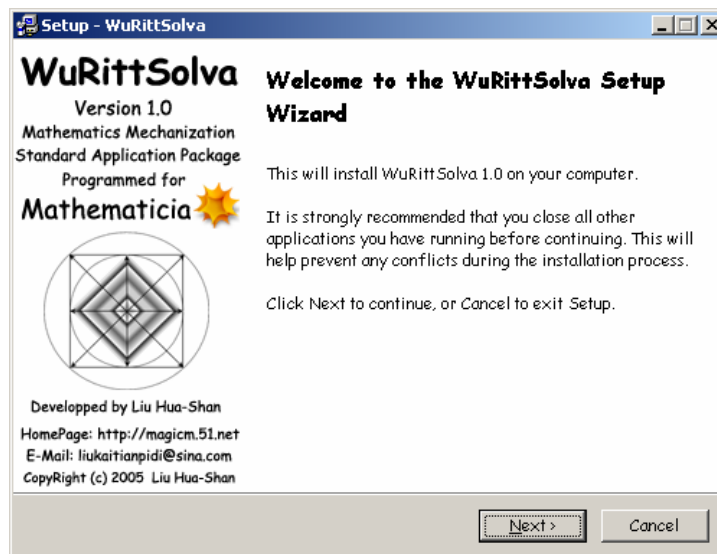 Setup - WuRittSolva
WuRittSolva
Version 1.0
Mathematics Mechanization
Standard Application Package
Programmed for
Mathematicia
Developped by Liu Hua-Shan
HomePage: http://magicm.51.net
E-Mail: liukaitianpidi@sina.com
CopyRight (c) 2005 Liu Hua-Shan
Welcome to the WuRittSolva Setup
Wizard
This will install WuRittSolva 1.0 on your computer.
It is strongly recommended that you close all other
applications you have running before continuing. This will
help prevent any conflicts during the installation process.
Click Next to continue, or Cancel to exit Setup.
Next >
Cancel